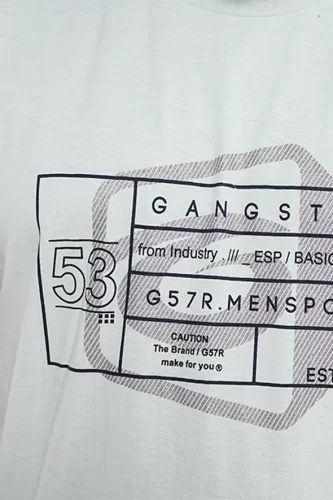 53
GANGST
from Industry ./// _ ESP / BASIC
G57R.MENSPO
CAUTION
The Brand / G57R
make for you ®
EST